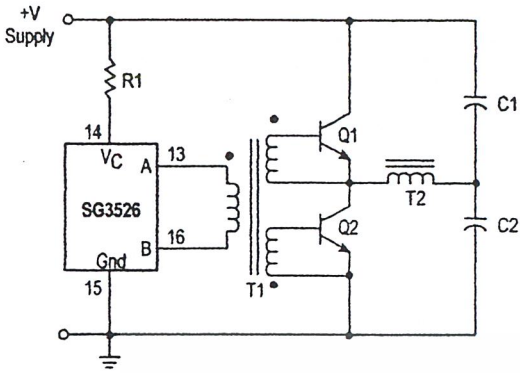 +V
Supply
R1
C1
14
13
VC
A
Q1
SG3526
T2
16
B
Q2
C2
Gnd
15
T1